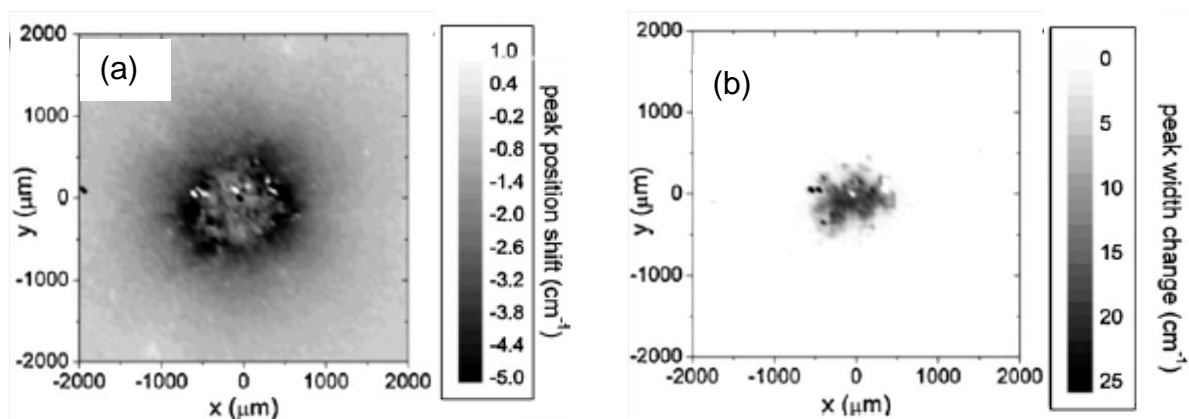 (a)
2000
1000
0
-1000
-2000
y (μm)
-2000 -1000 0 1000 2000
x (μm)
1.0
0.4
-0.2
-0.8
-1.4
-2.0
-2.6
-3.2
-3.8
-4.4
-5.0
peak position shift (cm⁻¹)
(b)
2000
1000
0
-1000
-2000
y (μm)
-2000 -1000 0 1000 2000
x (μm)
0
5
10
15
20
25
peak width change (cm⁻¹)